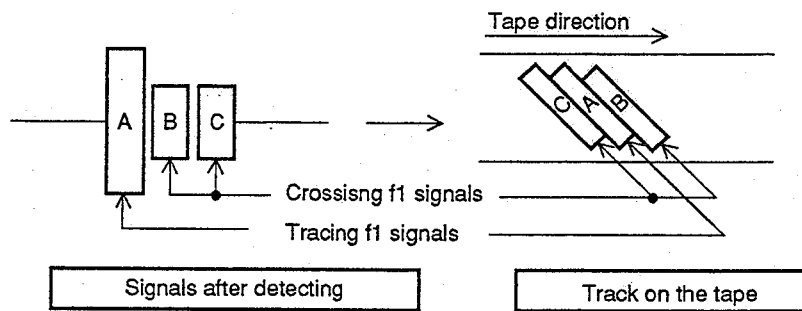 Tape direction
A B C
C A B
Crossisng f1 signals
Tracing f1 signals
Signals after detecting
Track on the tape